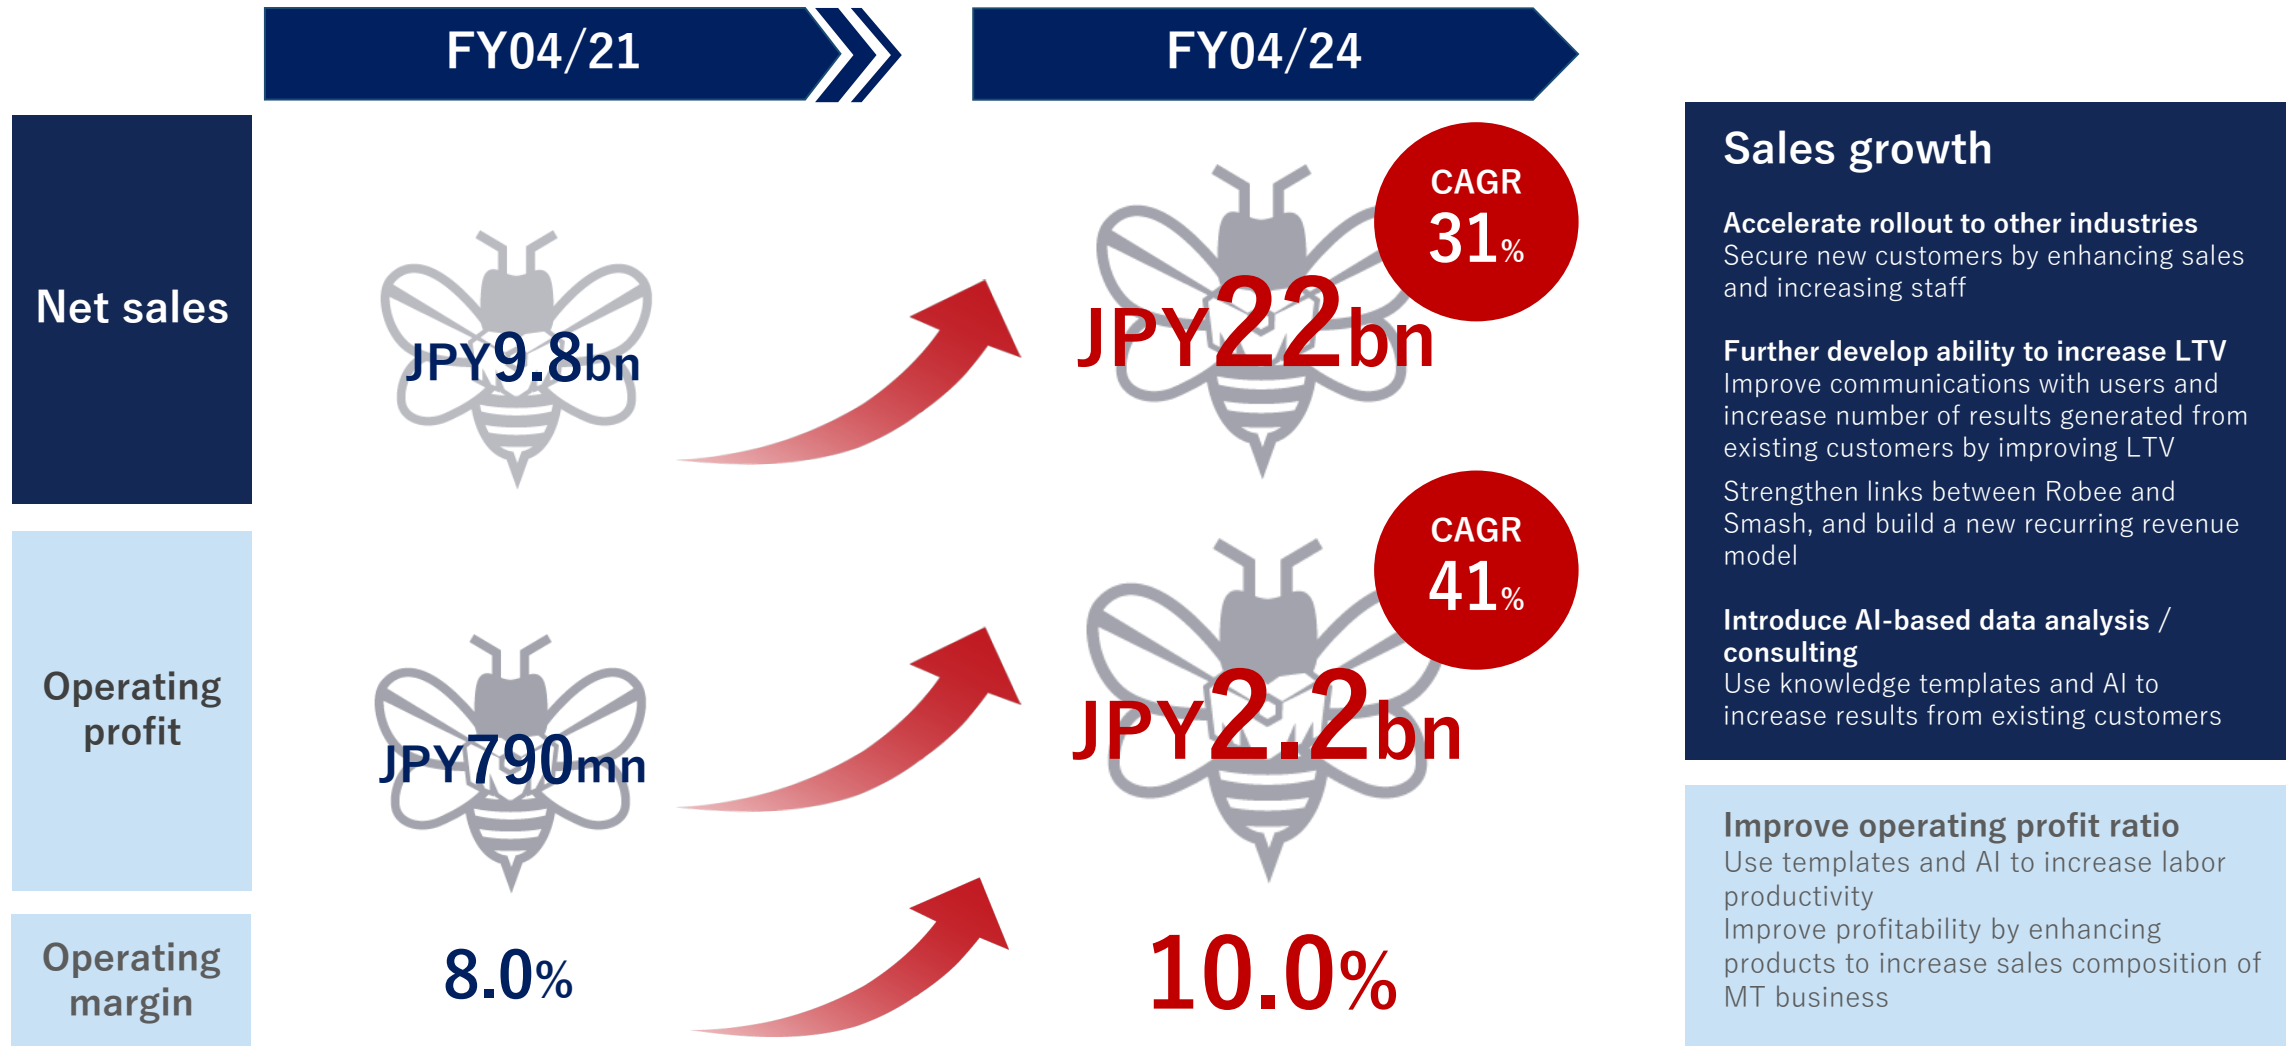 FY04/21
FY04/24
Net sales
JPY9.8bn
JPY22bn
CAGR
31%
Operating
profit
JPY790mn
JPY2.2bn
CAGR
41%
Operating
margin
8.0%
10.0%
Sales growth
Accelerate rollout to other industries
Secure new customers by enhancing sales
and increasing staff
Further develop ability to increase LTV
Improve communications with users and
increase number of results generated from
existing customers by improving LTV
Strengthen links between Robee and
Smash, and build a new recurring revenue
model
Introduce AI-based data analysis /
consulting
Use knowledge templates and AI to
increase results from existing customers
Improve operating profit ratio
Use templates and AI to increase labor
productivity
Improve profitability by enhancing
products to increase sales composition of
MT business